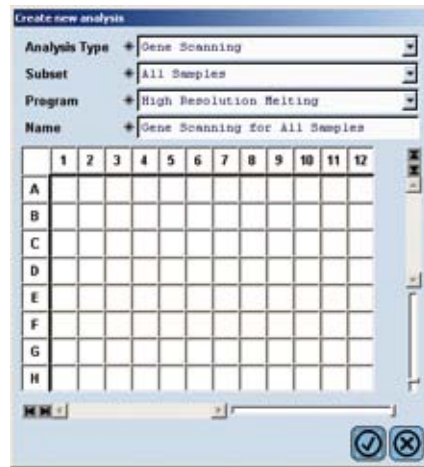 Create new analysis
Analysis Type Gene Scanning
Subset All Samples
Program High Resolution Melting
Name Gene Scanning for All Samples
1 2 3 4 5 6 7 8 9 10 11 12
A
B
C
D
E
F
G
H